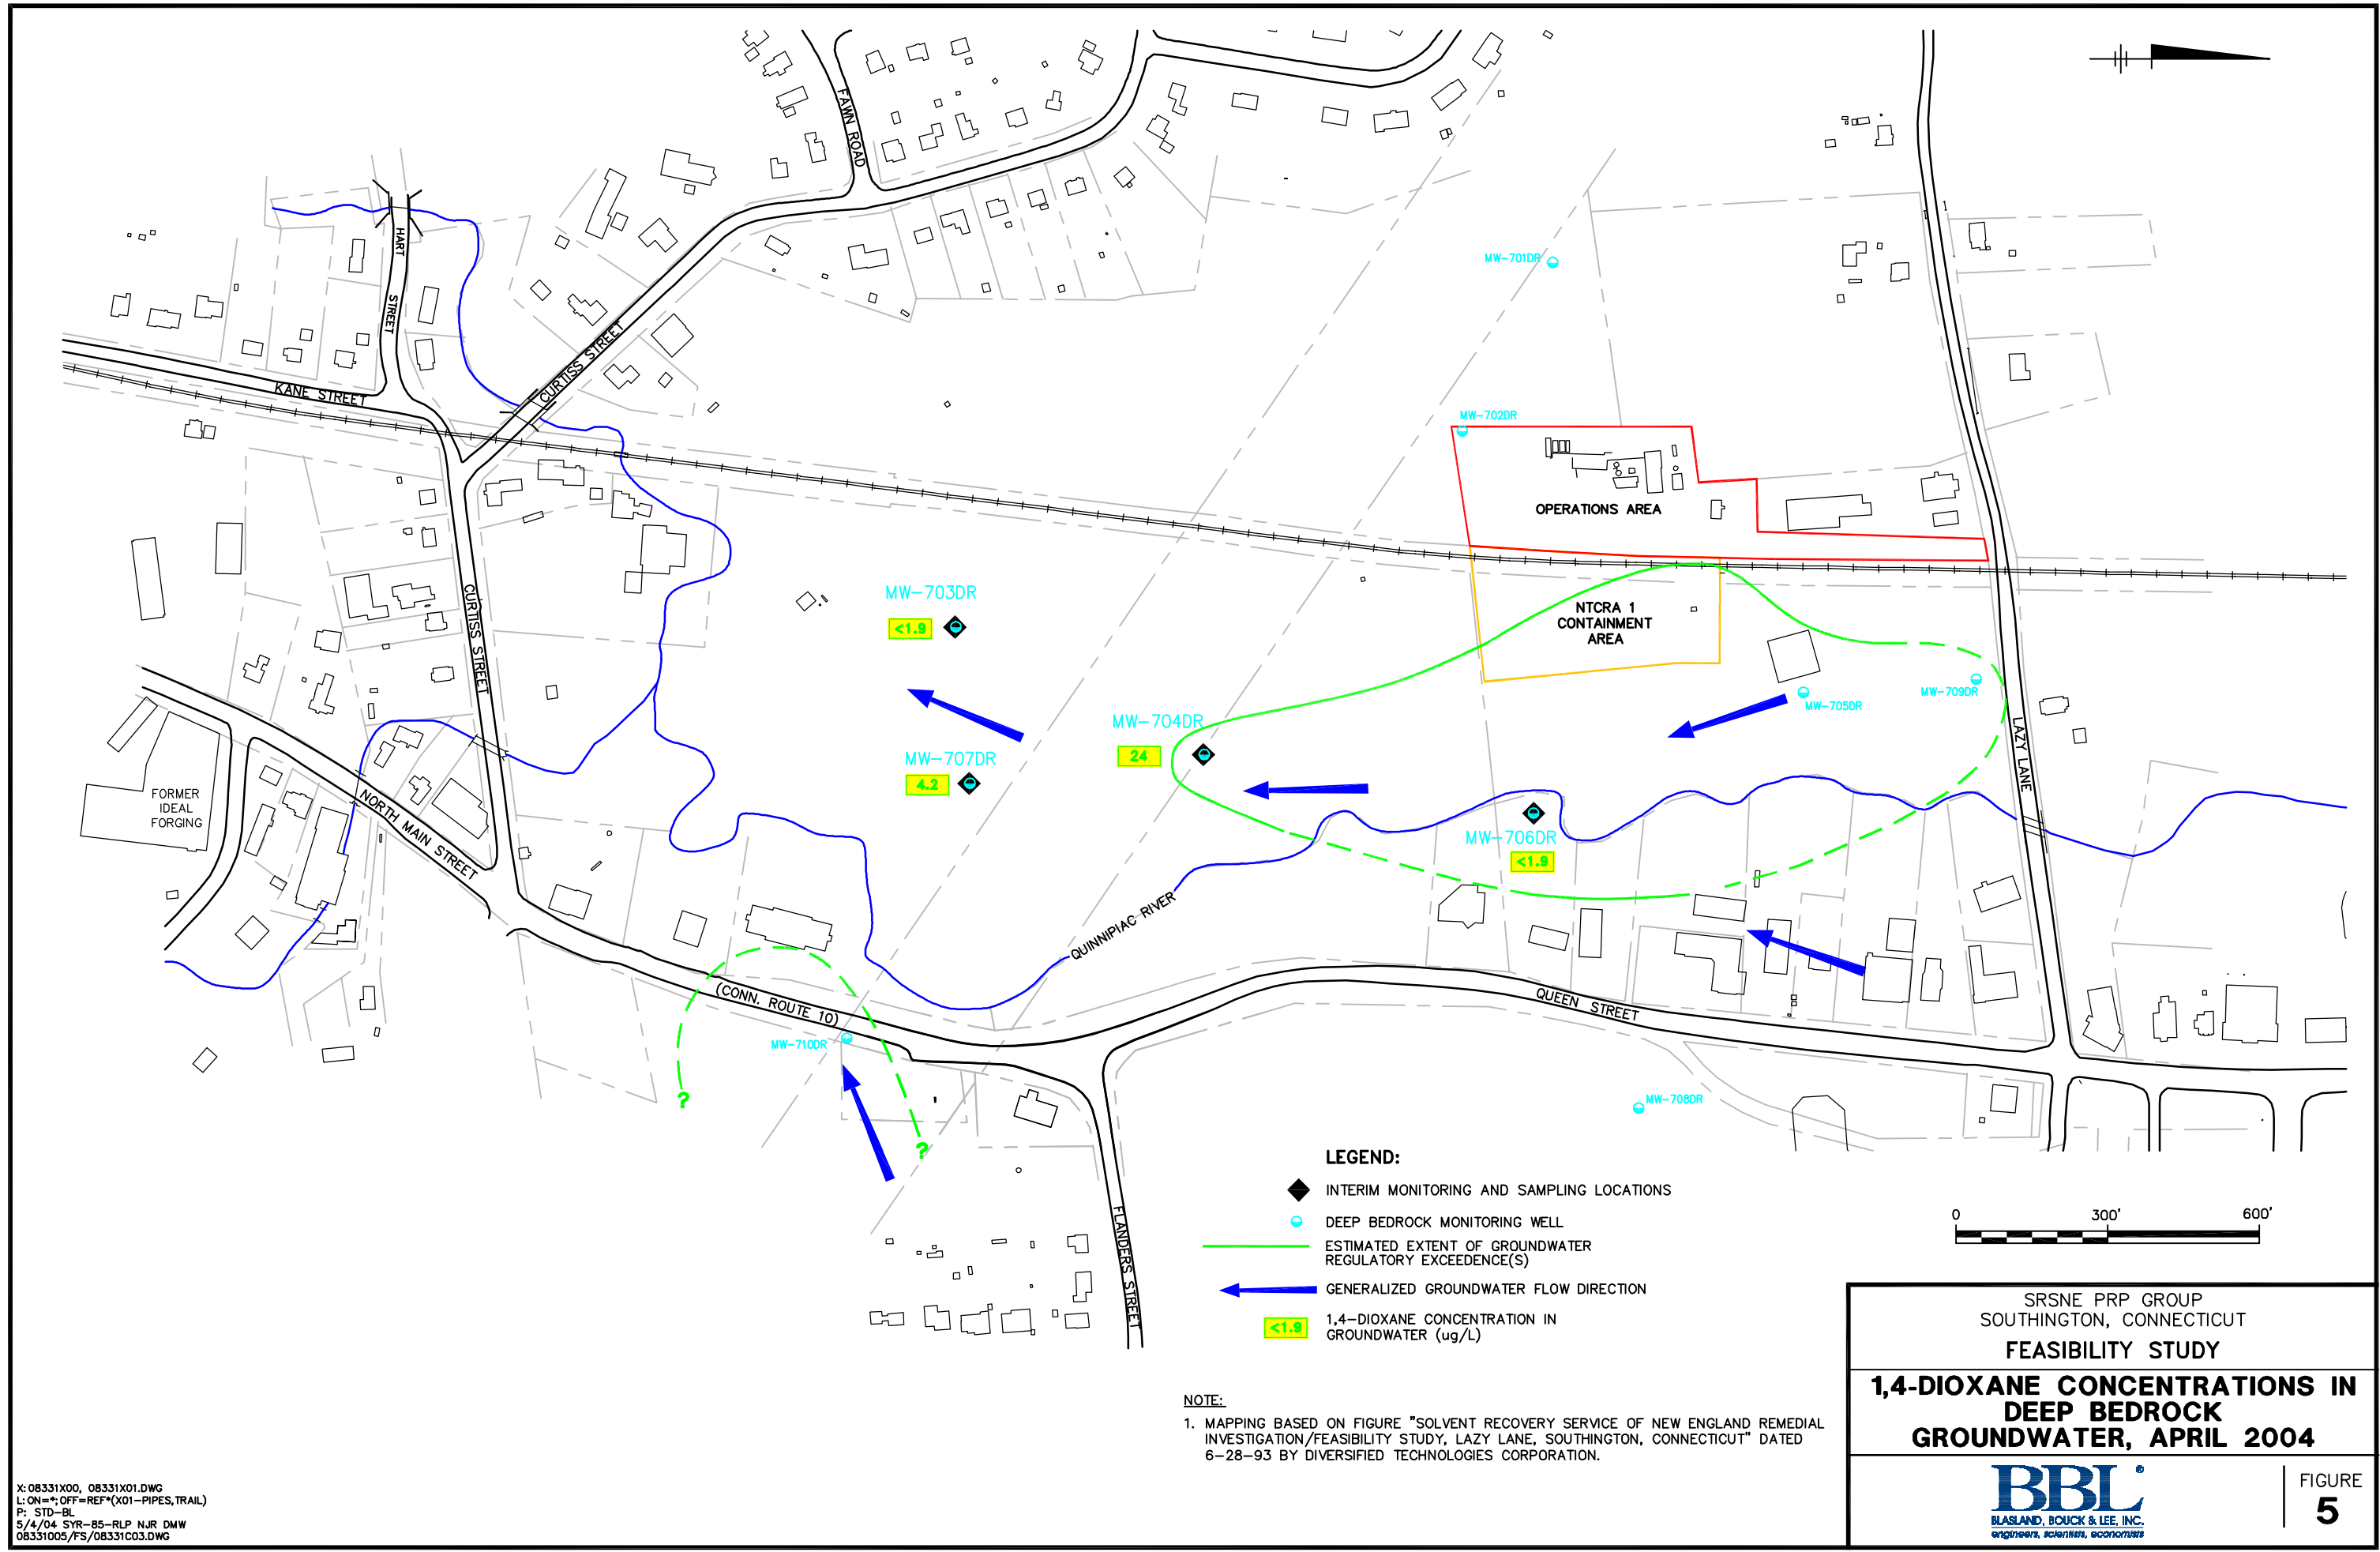 FAWN ROAD
HART
STREET
KANE STREET
CURTISS STREET
MW-701DR
MW-702DR
OPERATIONS AREA
NTCRA 1
CONTAINMENT
AREA
MW-703DR
<1.9
MW-704DR
24
MW-707DR
4.2
MW-706DR
<1.9
MW-705DR
MW-709DR
LAZY LANE
CURTISS STREET
FORMER
IDEAL
FORGING
NORTH MAIN STREET
QUINNIPIAC RIVER
(CONN. ROUTE 10)
QUEEN STREET
MW-710DR
MW-708DR
?
?
FLANDERS STREET
LEGEND:
INTERIM MONITORING AND SAMPLING LOCATIONS
DEEP BEDROCK MONITORING WELL
ESTIMATED EXTENT OF GROUNDWATER
REGULATORY EXCEEDENCE(S)
GENERALIZED GROUNDWATER FLOW DIRECTION
<1.9
1,4-DIOXANE CONCENTRATION IN
GROUNDWATER (ug/L)
0 300' 600'
NOTE:
1. MAPPING BASED ON FIGURE "SOLVENT RECOVERY SERVICE OF NEW ENGLAND REMEDIAL
INVESTIGATION/FEASIBILITY STUDY, LAZY LANE, SOUTHINGTON, CONNECTICUT" DATED
6-28-93 BY DIVERSIFIED TECHNOLOGIES CORPORATION.
SRSNE PRP GROUP
SOUTHINGTON, CONNECTICUT
FEASIBILITY STUDY
1,4-DIOXANE CONCENTRATIONS IN
DEEP BEDROCK
GROUNDWATER, APRIL 2004
BBL®
BLASLAND, BOUCK & LEE, INC.
engineers, scientists, economists
FIGURE
5
X: 08331X00, 08331X01.DWG
L: ON=*, OFF=REF*(X01-PIPES,TRAIL)
P: STD-BL
5/4/04 SYR-85-RLP NJR DMW
08331005/FS/08331C03.DWG